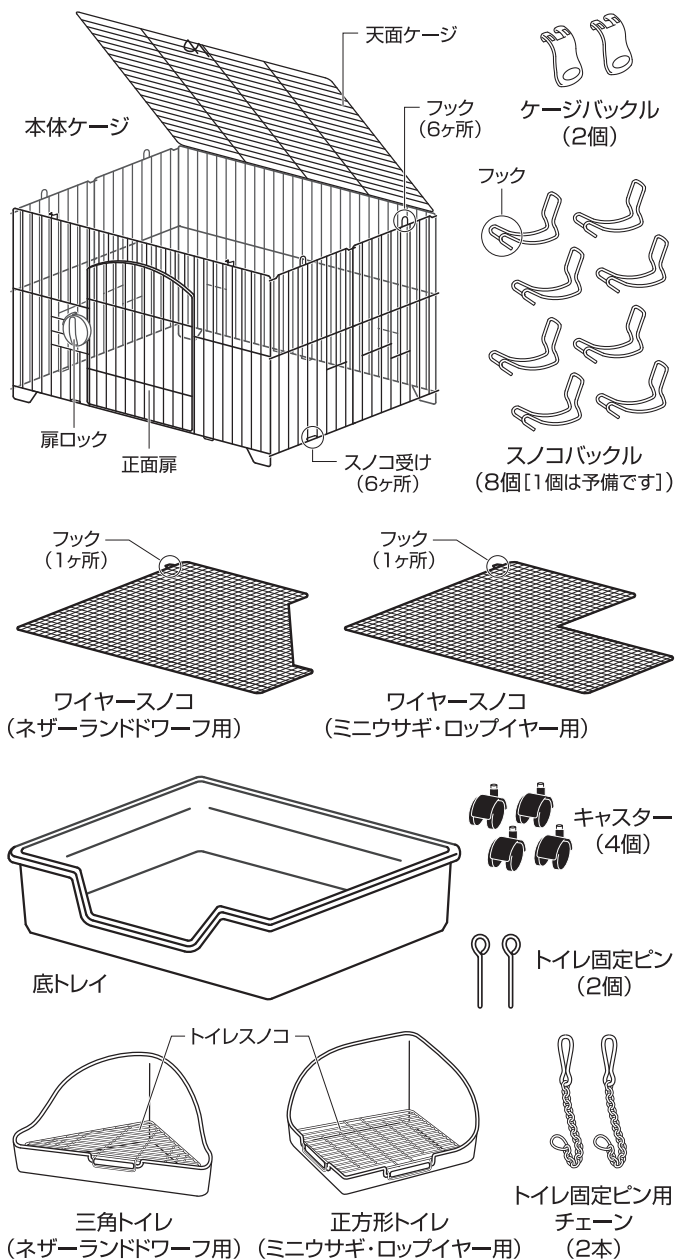 天面ケージ
本体ケージ
フック
(6ヶ所)
ケージバックル
(2個)
フック
扉ロック
正面扉
スノコ受け
(6ヶ所)
スノコバックル
(8個[1個は予備です])
フック
(1ヶ所)
フック
(1ヶ所)
ワイヤースノコ
(ネザーランドドワーフ用)
ワイヤースノコ
(ミニウサギ・ロップイヤー用)
キャスター
(4個)
底トレイ
トイレ固定ピン
(2個)
トイレスノコ
三角トイレ
(ネザーランドドワーフ用)
正方形トイレ
(ミニウサギ・ロップイヤー用)
トイレ固定ピン用
チェーン
(2本)